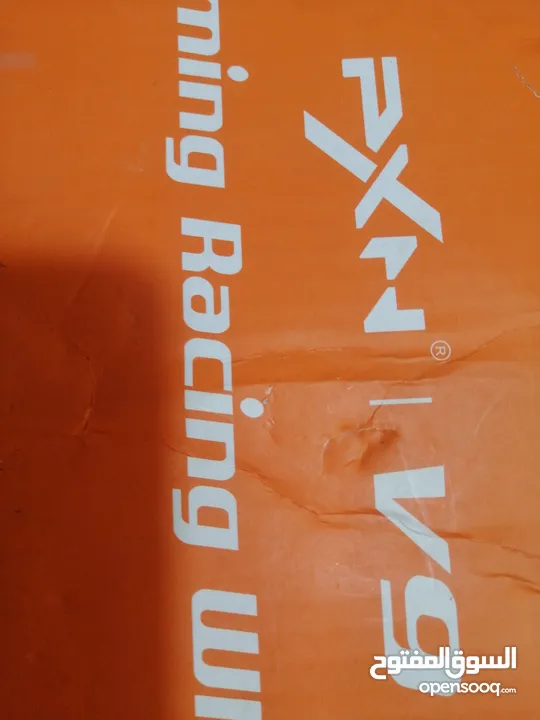 PXN® | V9
ming Racing Wh
السوق المفتوح
opensooq.com